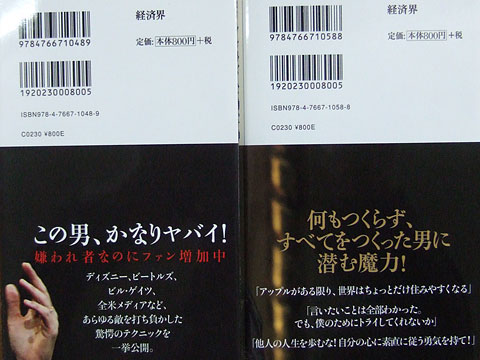 経済界
9784766710489
定価:本体800円+税
1920230008005
ISBN978-4-7667-1048-9
C0230 ¥800E
この男、かなりヤバイ!
嫌われ者なのにファン増加中
ディズニー、ビートルズ、
ビル・ゲイツ、
全米メディアなど、
あらゆる敵を打ち負かした
驚愕のテクニックを
一挙公開。
経済界
9784766710588
定価:本体800円+税
1920230008005
ISBN978-4-7667-1058-8
C0230 ¥800E
何もつくらず、
すべてをつくった男に
潜む魔力!
「アップルがある限り、世界はちょっとだけ住みやすくなる」
「言いたいことは全部わかった。
でも、僕のためにトライしてくれないか」
「他人の人生を歩むな!自分の心に素直に従う勇気を持て!」